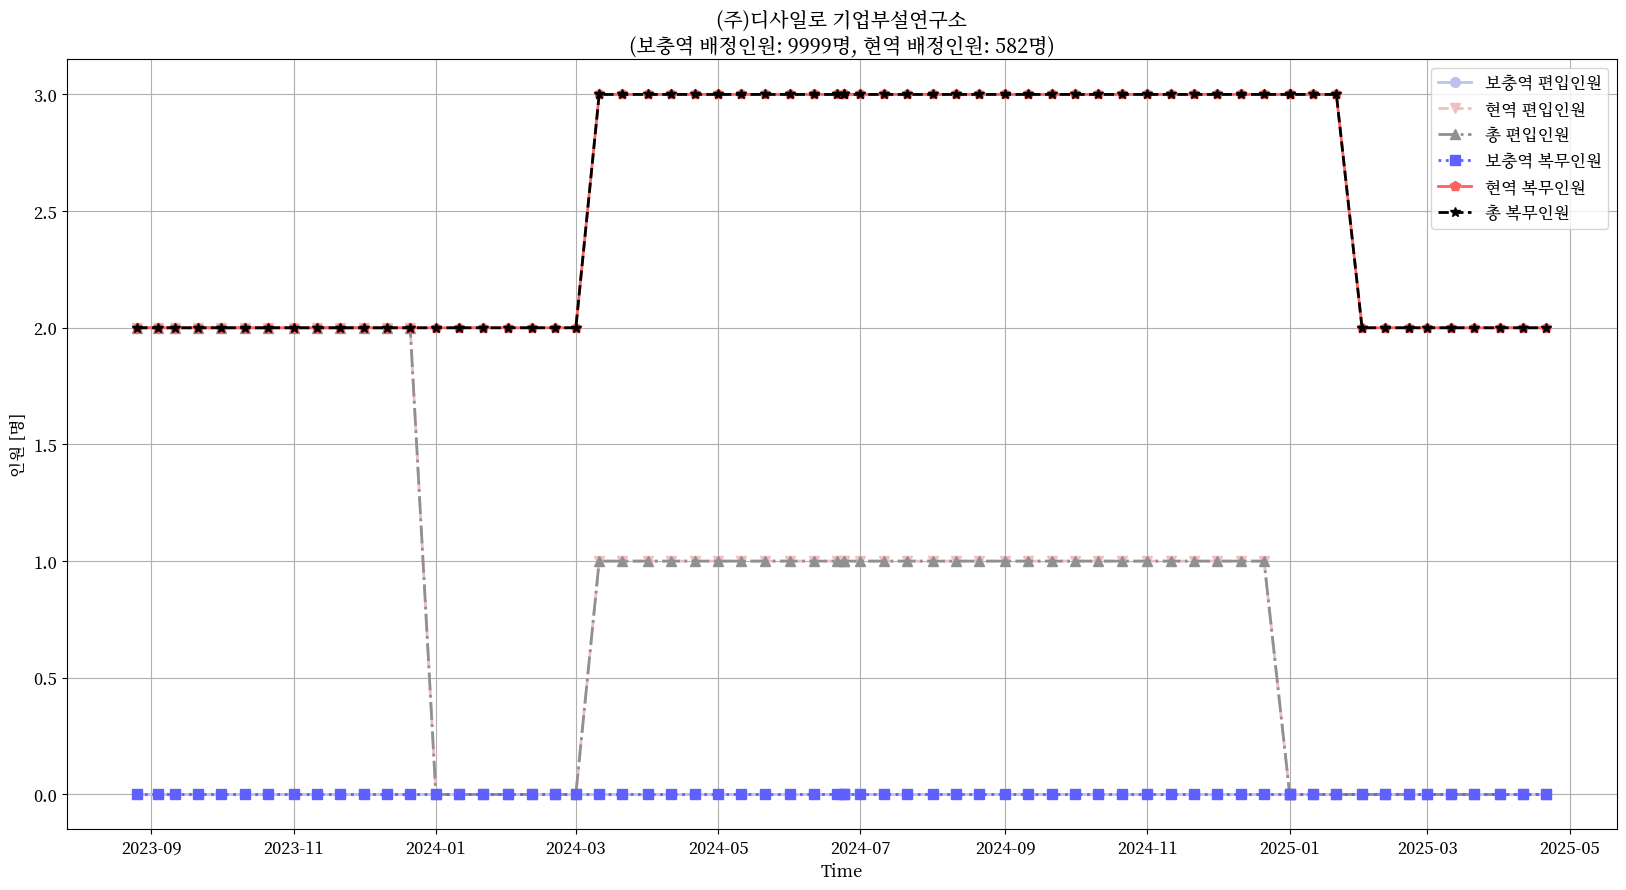 (주)디사일로 기업부설연구소
(보충역 배정인원: 9999명, 현역 배정인원: 582명)
보충역 편입인원
현역 편입인원
총 편입인원
보충역 복무인원
현역 복무인원
총 복무인원
인원 [명]
3.0
2.5
2.0
1.5
1.0
0.5
0.0
2023-09
2023-11
2024-01
2024-03
2024-05
2024-07
2024-09
2024-11
2025-01
2025-03
2025-05
Time